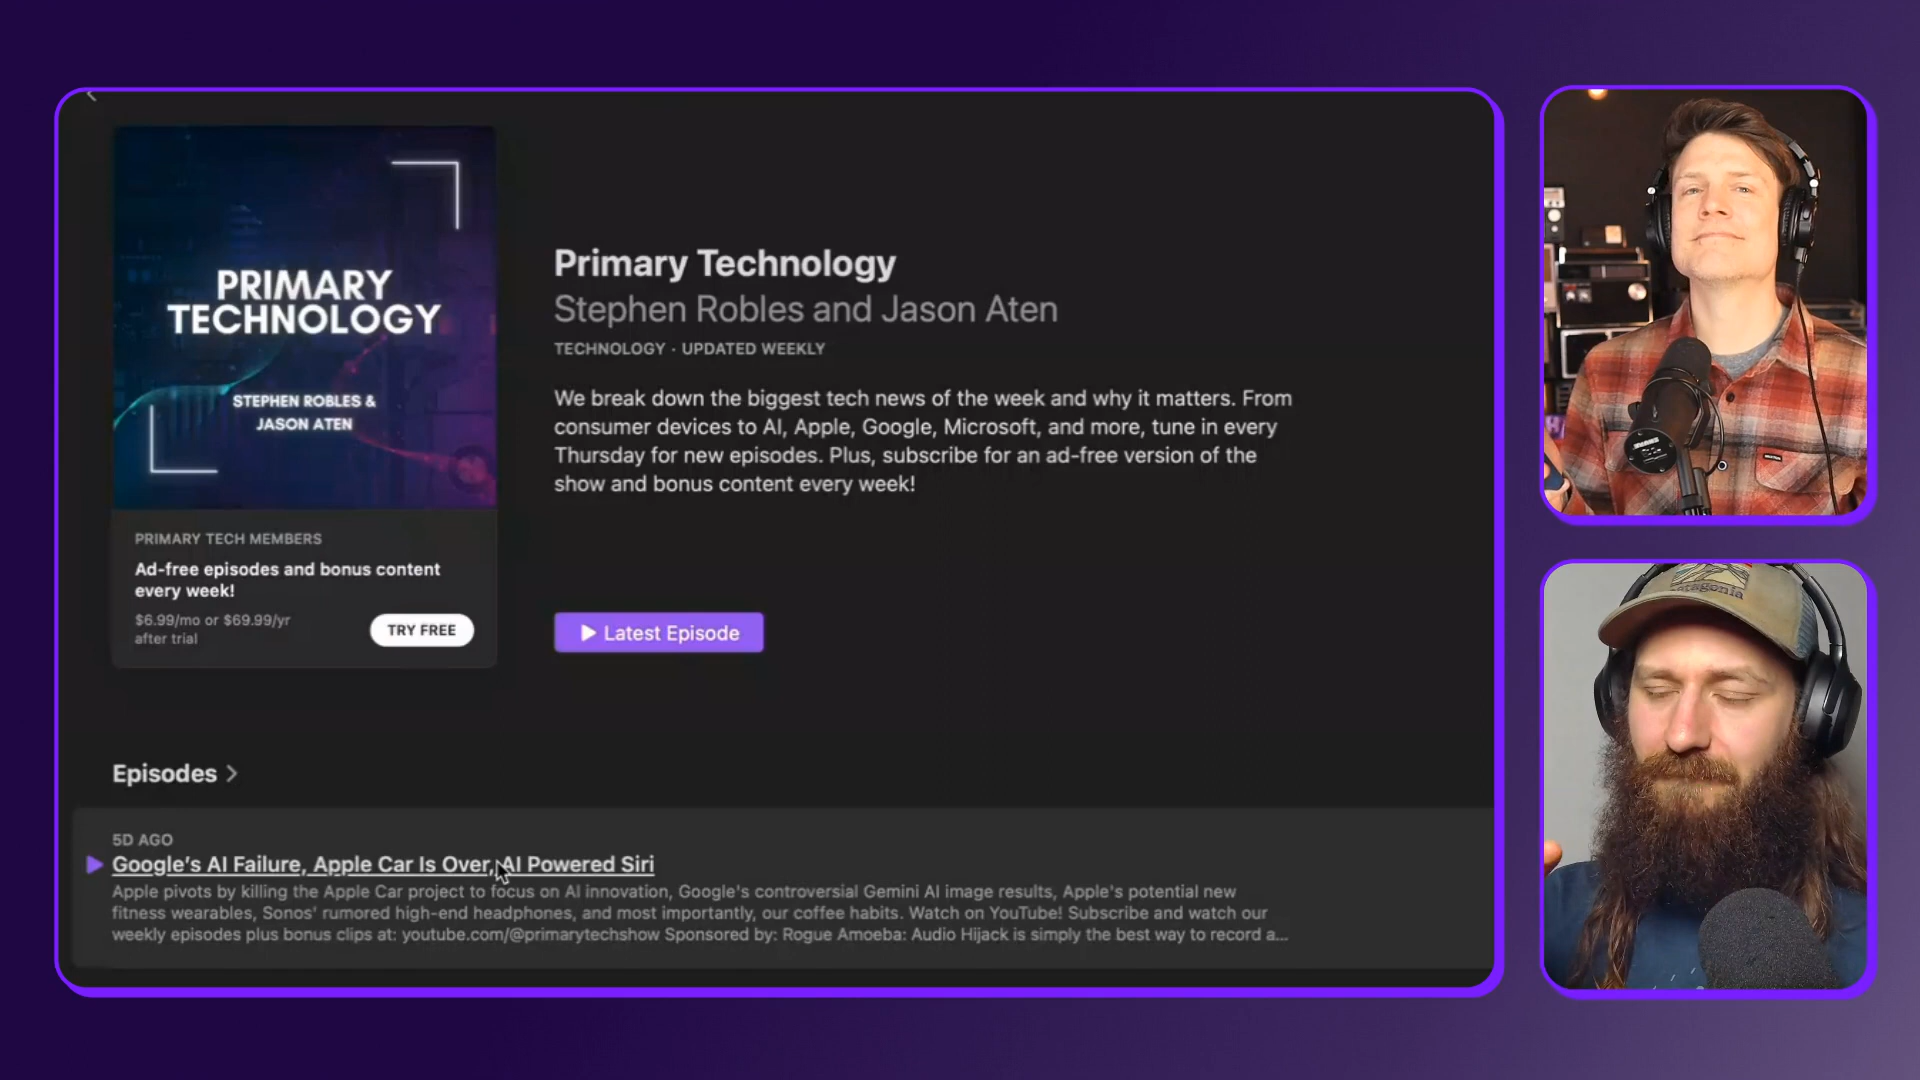 PRIMARY
TECHNOLOGY
STEPHEN ROBLES &
JASON ATEN
PRIMARY TECH MEMBERS
Ad-free episodes and bonus content
every week!
$6.99/mo or $69.99/yr
after trial
TRY FREE
Primary Technology
Stephen Robles and Jason Aten
TECHNOLOGY · UPDATED WEEKLY
We break down the biggest tech news of the week and why it matters. From
consumer devices to AI, Apple, Google, Microsoft, and more, tune in every
Thursday for new episodes. Plus, subscribe for an ad-free version of the
show and bonus content every week!
Latest Episode
Episodes
5D AGO
Google's AI Failure, Apple Car Is Over, AI Powered Siri
Apple pivots by killing the Apple Car project to focus on AI innovation, Google's controversial Gemini AI image results, Apple's potential new
fitness wearables, Sonos' rumored high-end headphones, and most importantly, our coffee habits. Watch on YouTube! Subscribe and watch our
weekly episodes plus bonus clips at: youtube.com/@primarytechshow Sponsored by: Rogue Amoeba: Audio Hijack is simply the best way to record a...